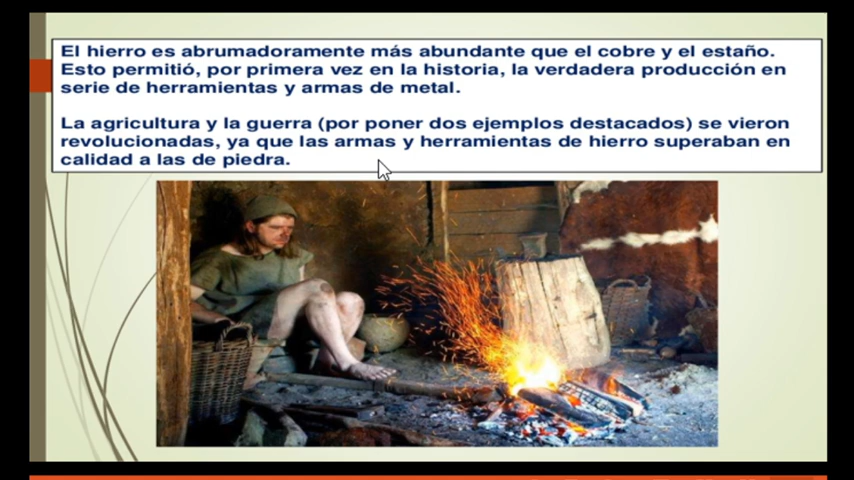 El hierro es abrumadoramente más abundante que el cobre y el estaño.
Esto permitió, por primera vez en la historia, la verdadera producción en
serie de herramientas y armas de metal.
La agricultura y la guerra (por poner dos ejemplos destacados) se vieron
revolucionadas, ya que las armas y herramientas de hierro superaban en
calidad a las de piedra.